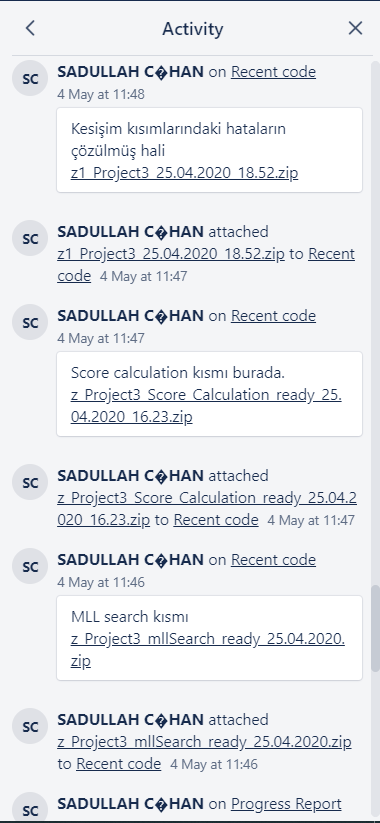 Activity
SC
SADULLAH C�HAN on Recent code
4 May at 11:48
Kesişim kısımlarındaki hataların
çözülmüş hali
z1_Project3_25.04.2020_18.52.zip
SC
SADULLAH C�HAN attached
z1_Project3_25.04.2020_18.52.zip to Recent
code 4 May at 11:47
SC
SADULLAH C�HAN on Recent code
4 May at 11:47
Score calculation kısmı burada.
z_Project3_Score_Calculation_ready_25.
04.2020_16.23.zip
SC
SADULLAH C�HAN attached
z_Project3_Score_Calculation_ready_25.04.2
020_16.23.zip to Recent code 4 May at 11:47
SC
SADULLAH C�HAN on Recent code
4 May at 11:46
MLL search kısmı
z_Project3_mllSearch_ready_25.04.2020.
zip
SC
SADULLAH C�HAN attached
z_Project3_mllSearch_ready_25.04.2020.zip
to Recent code 4 May at 11:46
SC
SADULLAH C�HAN on Progress Report